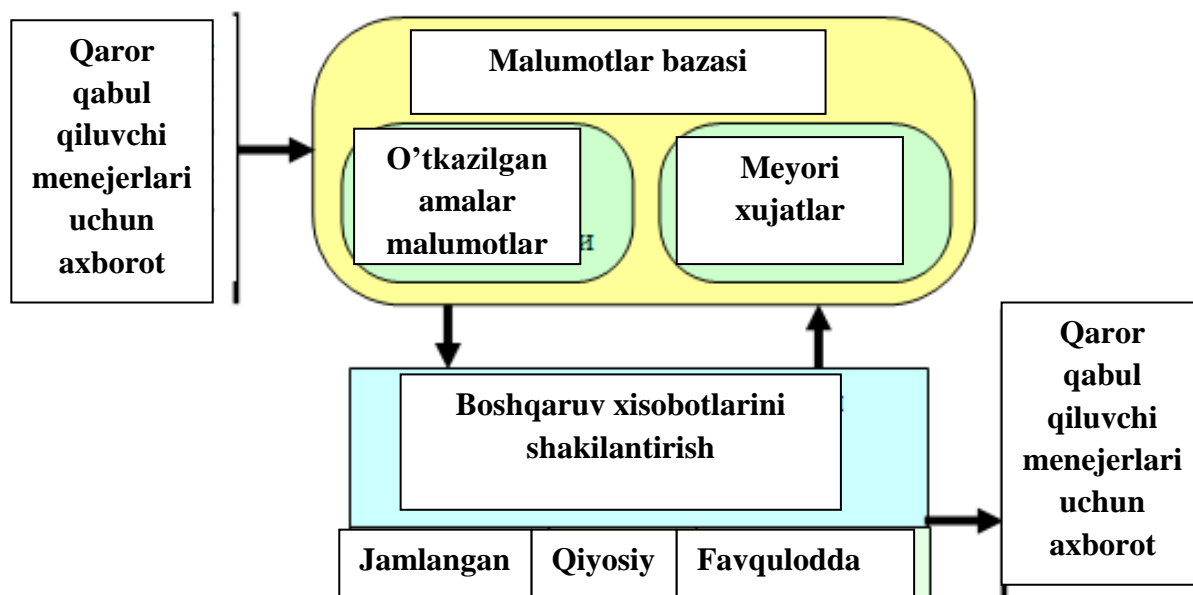 Qaror
qabul
qiluvchi
menejerlari
uchun
axborot
Malumotlar bazasi
O’tkazilgan
amalar
malumotlar
и
Meyori
xujatlar
Boshqaruv xisobotlarini
shakilantirish
Jamlangan
Qiyosiy
Favqulodda
Qaror
qabul
qiluvchi
menejerlari
uchun
axborot